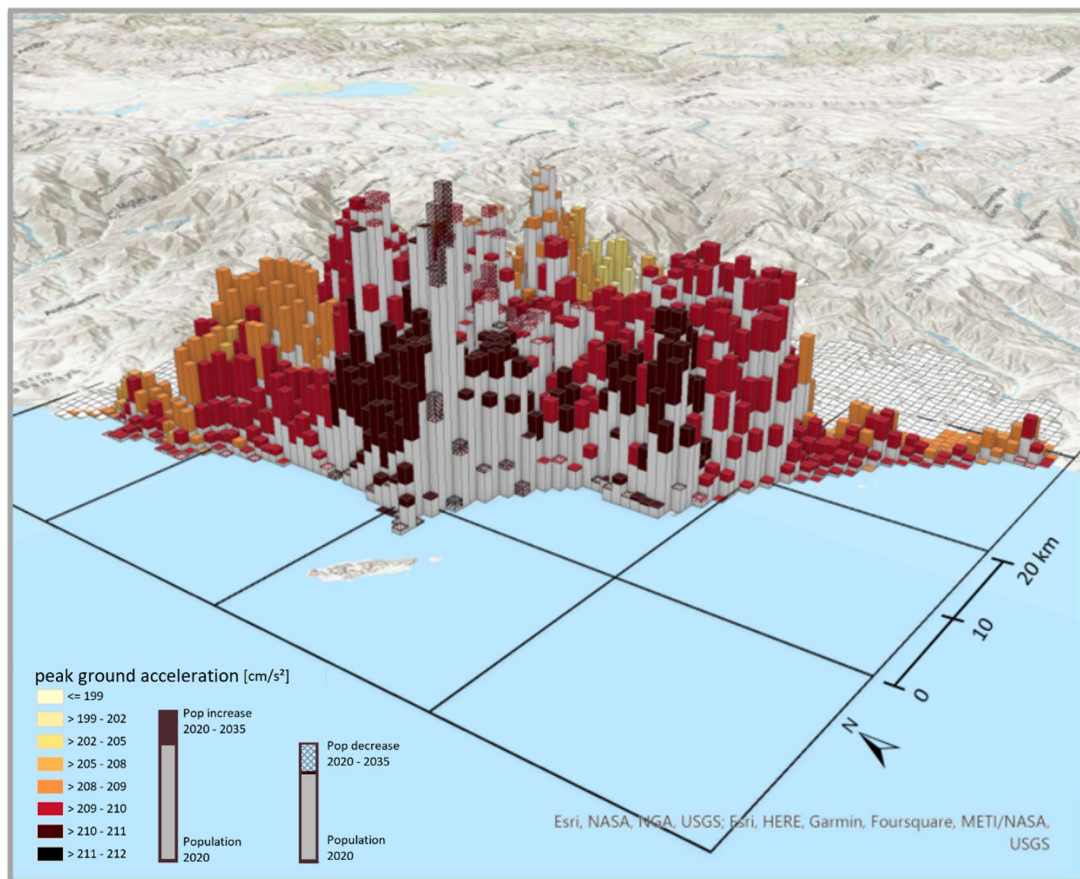 20 km
10
0
N
peak ground acceleration [cm/s²]
<= 199
> 199 - 202
> 202 - 205
> 205 - 208
> 208 - 209
> 209 - 210
> 210 - 211
> 211 - 212
Pop increase
2020 - 2035
Population
2020
Pop decrease
2020 - 2035
Population
2020
Esri, NASA, NGA, USGS; Esri, HERE, Garmin, Foursquare, METI/NASA,
USGS